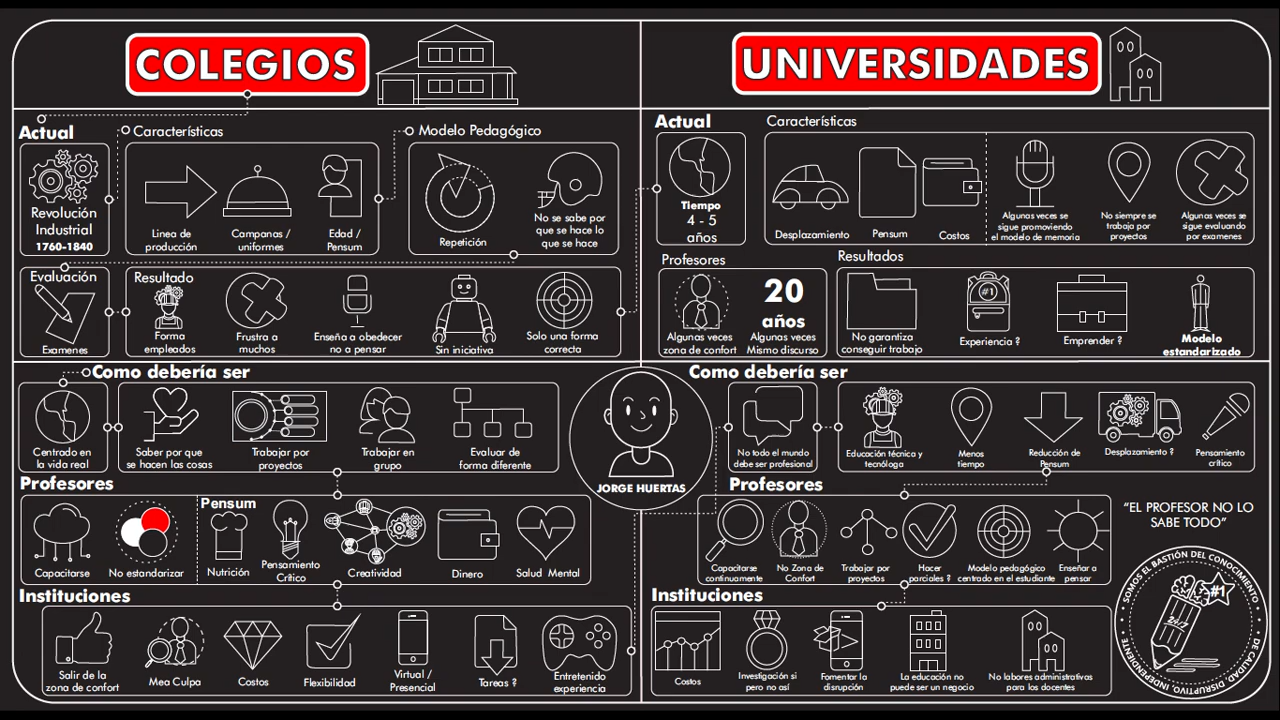 COLEGIOS
Actual
Revolución
Industrial
1760-1840
Características
Linea de
producción
Campanas /
uniformes
Edad /
Pensum
Modelo Pedagógico
Repetición
No se sabe por
que se hace lo
que se hace
Evaluación
Examenes
Resultado
Forma
empleados
Frustra a
muchos
Enseña a obedecer
no a pensar
Sin iniciativa
Solo una forma
correcta
Como debería ser
Centrado en
la vida real
Saber por que
se hacen las cosas
Trabajar por
proyectos
Trabajar en
grupo
Evaluar de
forma diferente
Profesores
Capacitarse
No estandarizar
Pensum
Nutrición
Pensamiento
Crítico
Creatividad
Dinero
Salud Mental
Instituciones
Salir de la
zona de confort
Mea Culpa
Costos
Flexibilidad
Virtual /
Presencial
Tareas ?
Entretenido
experiencia
JORGE HUERTAS
UNIVERSIDADES
Actual
Tiempo
4 - 5
años
Características
Desplazamiento
Pensum
Costos
Algunas veces se
sigue promoviendo
el modelo de memoria
No siempre se
trabaja por
proyectos
Algunas veces se
sigue evaluando
por examenes
Profesores
Algunas veces
zona de confort
20
años
Algunas veces
Mismo discurso
Resultados
No garantiza
conseguir trabajo
#1
Experiencia ?
Emprender ?
Modelo
estandarizado
Como debería ser
No todo el mundo
debe ser profesional
Educación técnica y
tecnóloga
Menos
tiempo
Reducción de
Pensum
Desplazamiento ?
Pensamiento
crítico
Profesores
Capacitarse
continuamente
No Zona de
Confort
Trabajar por
proyectos
Hacer
parciales ?
Modelo pedagógico
centrado en el estudiante
Enseñar a
pensar
Instituciones
Costos
Investigación si
pero no así
Fomentar la
disrupción
La educación no
puede ser un negocio
No labores administrativas
para los docentes
“EL PROFESOR NO LO
SABE TODO”
SOMOS EL BASTIÓN DEL CONOCIMIENTO
DE CALIDAD, DISRUPTIVO, INDEPENDIENTE
#1
24/7